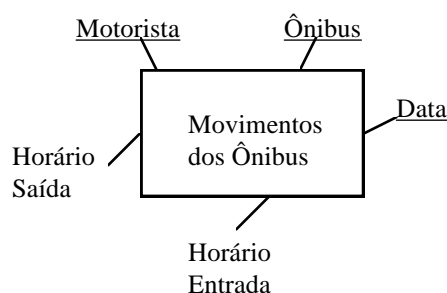 Motorista
Ônibus
Data
Movimentos
dos Ônibus
Horário
Saída
Horário
Entrada